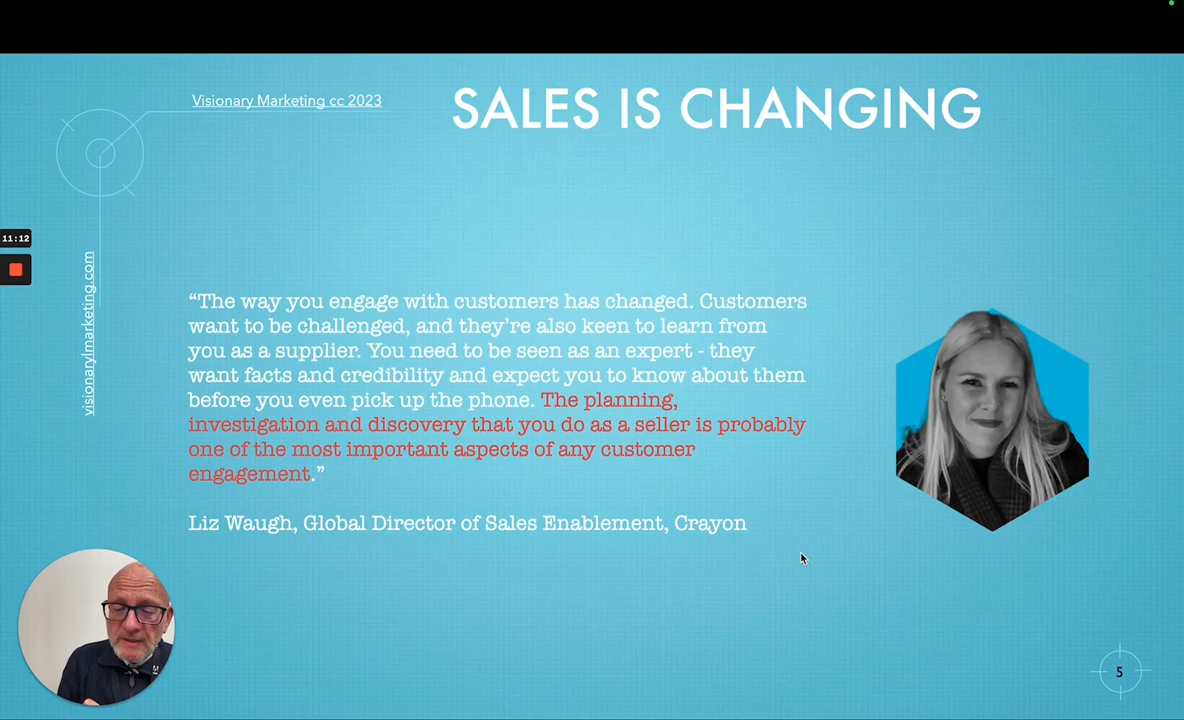 Visionary Marketing cc 2023
SALES IS CHANGING
11:12
visionarylmarketing.com
“The way you engage with customers has changed. Customers
want to be challenged, and they’re also keen to learn from
you as a supplier. You need to be seen as an expert - they
want facts and credibility and expect you to know about them
before you even pick up the phone. The planning,
investigation and discovery that you do as a seller is probably
one of the most important aspects of any customer
engagement.”
Liz Waugh, Global Director of Sales Enablement, Crayon
5